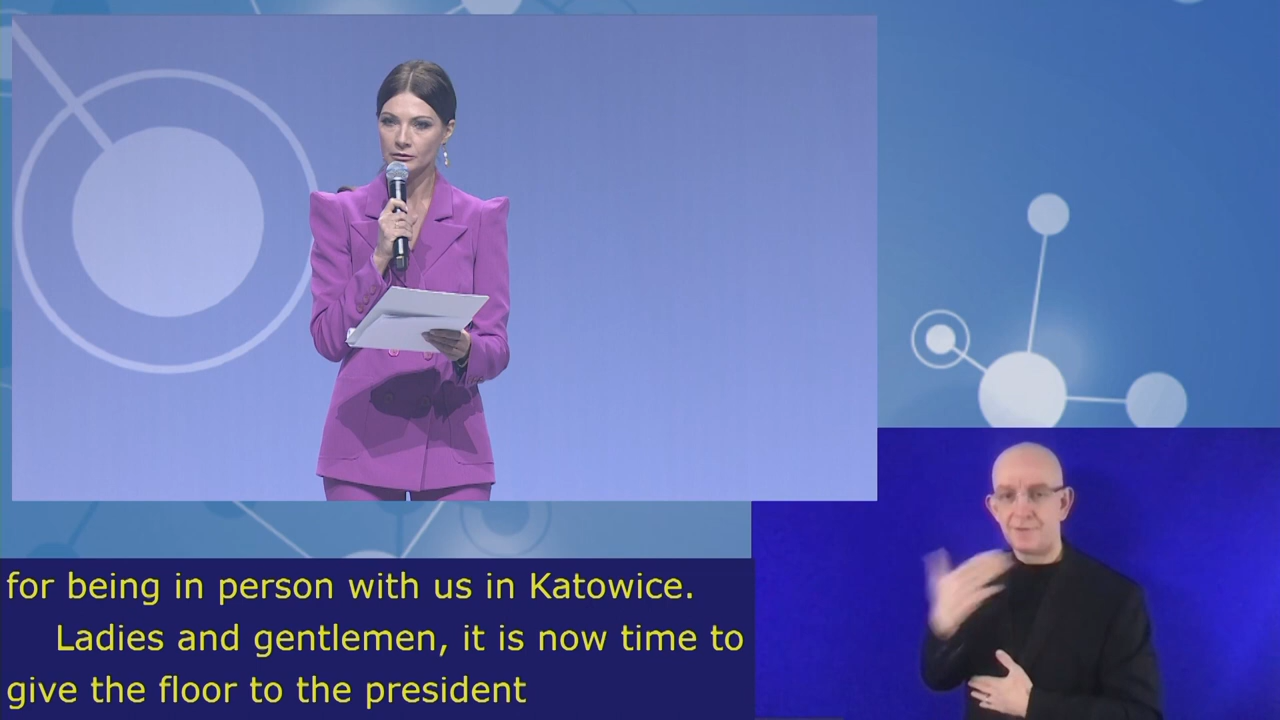 for being in person with us in Katowice.
Ladies and gentlemen, it is now time to
give the floor to the president